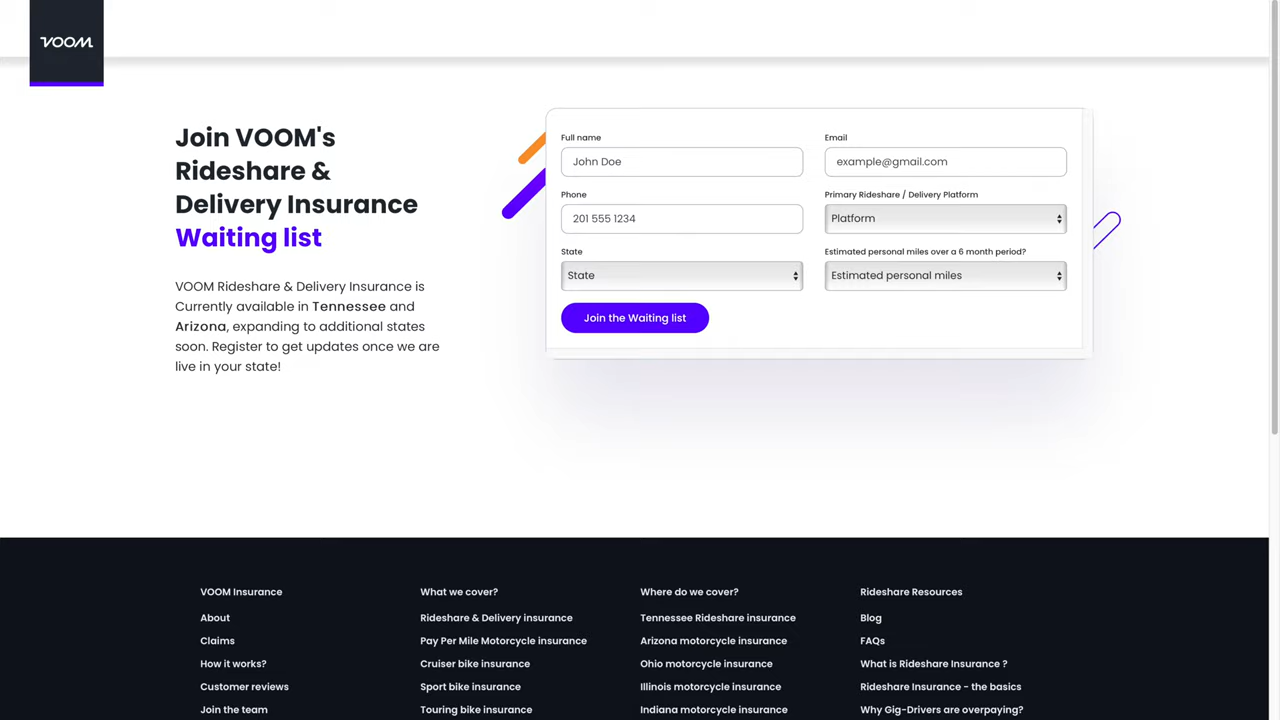 VOOM
Join VOOM's
Rideshare &
Delivery Insurance
Waiting list
VOOM Rideshare & Delivery Insurance is
Currently available in Tennessee and
Arizona, expanding to additional states
soon. Register to get updates once we are
live in your state!
Full name
John Doe
Email
example@gmail.com
Phone
201 555 1234
Primary Rideshare / Delivery Platform
Platform
State
State
Estimated personal miles over a 6 month period?
Estimated personal miles
Join the Waiting list
VOOM Insurance
About
Claims
How it works?
Customer reviews
Join the team
What we cover?
Rideshare & Delivery insurance
Pay Per Mile Motorcycle insurance
Cruiser bike insurance
Sport bike insurance
Touring bike insurance
Where do we cover?
Tennessee Rideshare insurance
Arizona motorcycle insurance
Ohio motorcycle insurance
Illinois motorcycle insurance
Indiana motorcycle insurance
Rideshare Resources
Blog
FAQs
What is Rideshare Insurance ?
Rideshare Insurance - the basics
Why Gig-Drivers are overpaying?